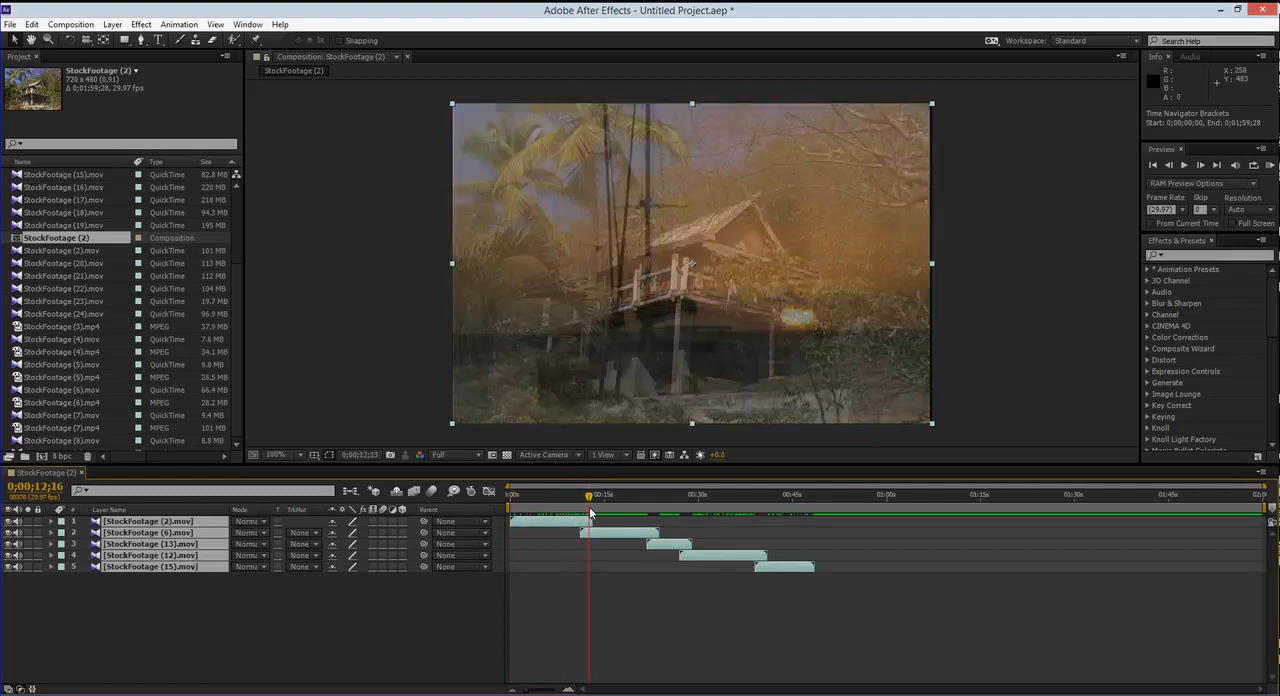 Adobe After Effects - Untitled Project.aep *
File Edit Composition Layer Effect Animation View Window Help
Snapping
Workspace: Standard
Search Help
Project
StockFootage (2)
720 x 480 (0.91)
Δ 0;01;59;28, 29.97 fps
Name Type Size
StockFootage (15).mov QuickTime 82.8 MB
StockFootage (16).mov QuickTime 220 MB
StockFootage (17).mov QuickTime 218 MB
StockFootage (18).mov QuickTime 94.3 MB
StockFootage (19).mov QuickTime 195 MB
StockFootage (2) Composition
StockFootage (2).mov QuickTime 101 MB
StockFootage (20).mov QuickTime 113 MB
StockFootage (21).mov QuickTime 112 MB
StockFootage (22).mov QuickTime 104 MB
StockFootage (23).mov QuickTime 19.7 MB
StockFootage (24).mov QuickTime 96.9 MB
StockFootage (3).mp4 MPEG 37.9 MB
StockFootage (4).mov QuickTime 7.6 MB
StockFootage (4).mp4 MPEG 34.1 MB
StockFootage (5).mov QuickTime 9.8 MB
StockFootage (5).mp4 MPEG 28.5 MB
StockFootage (6).mov QuickTime 66.4 MB
StockFootage (6).mp4 MPEG 28.2 MB
StockFootage (7).mov QuickTime 9.4 MB
StockFootage (7).mp4 MPEG 101 MB
StockFootage (8).mov QuickTime 8.8 MB
8 bpc
Composition: StockFootage (2)
StockFootage (2)
100% 0;00;12;13 Full Active Camera 1 View +0.0
Info Audio
R: X: 258
G: Y: 483
B:
A: 0
Time Navigator Brackets
Start: 0;00;00;00, End: 0;01;59;28
Preview
RAM Preview Options
Frame Rate Skip Resolution
(29.97) 0 Auto
From Current Time Full Screen
Effects & Presets
* Animation Presets
3D Channel
Audio
Blur & Sharpen
Channel
CINEMA 4D
Color Correction
Composite Wizard
Distort
Expression Controls
Generate
Image Lounge
Key Correct
Keying
Knoll
Knoll Light Factory
StockFootage (2)
0;00;12;16
00376 (29.97 fps)
# Layer Name Mode T TrkMat Parent
1 [StockFootage (2).mov] Norma None
2 [StockFootage (6).mov] Norma None None
3 [StockFootage (13).mov] Norma None None
4 [StockFootage (12).mov] Norma None None
5 [StockFootage (15).mov] Norma None None
00:15s 00:30s 00:45s 01:00s 01:15s 01:30s 01:45s